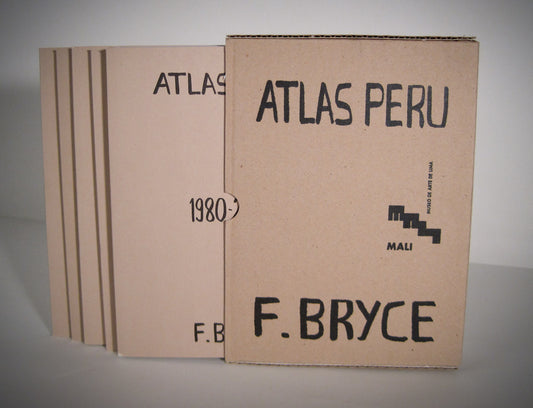 ATLAS
1980-
F. B
ATLAS PERU
MUSEO DE ARTE DE LIMA
MALI
F. BRYCE